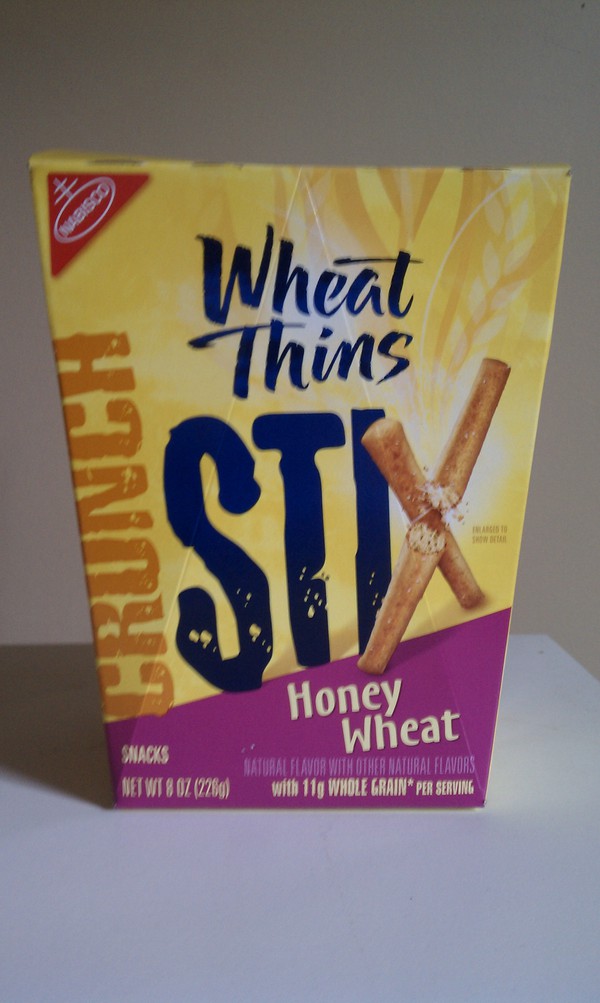 NABISCO
Wheat
Thins
CRUNCH
STIX
ENLARGED TO
SHOW DETAIL
Honey
Wheat
SNACKS
NATURAL FLAVOR WITH OTHER NATURAL FLAVORS
NET WT 8 OZ (226g)
with 11g WHOLE GRAIN* PER SERVING